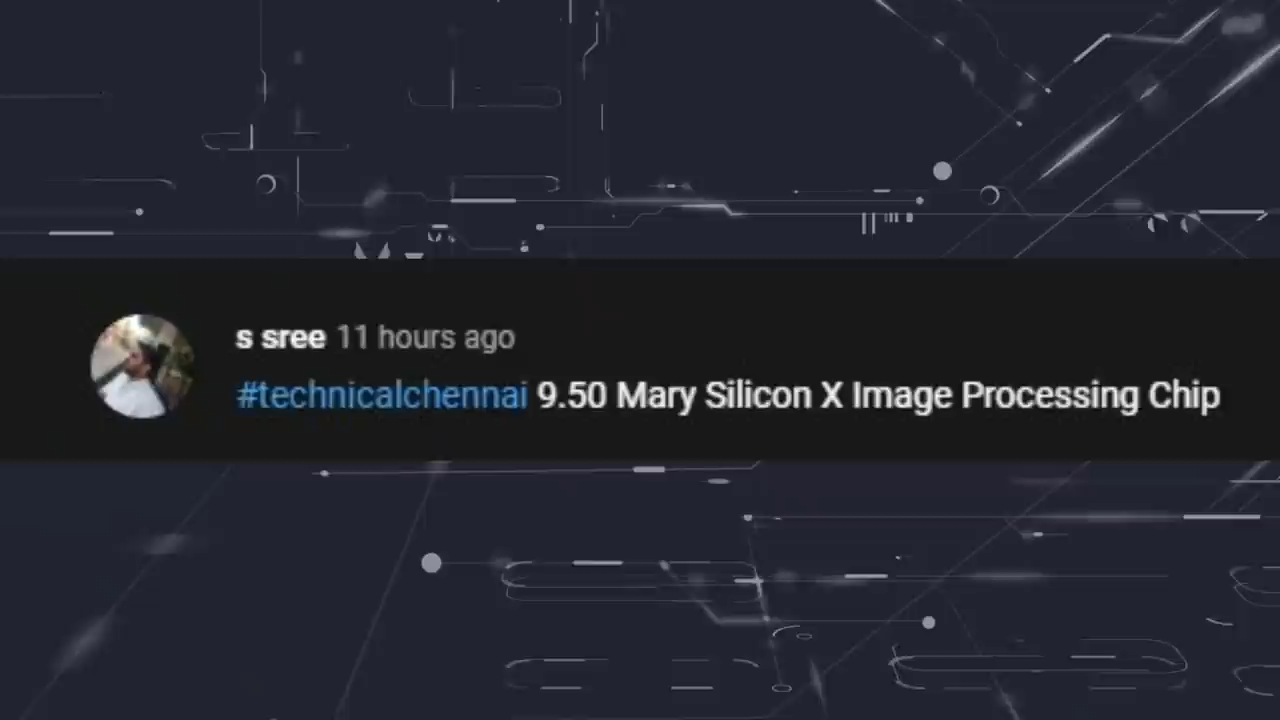 s sree 11 hours ago
#technicalchennai 9.50 Mary Silicon X Image Processing Chip